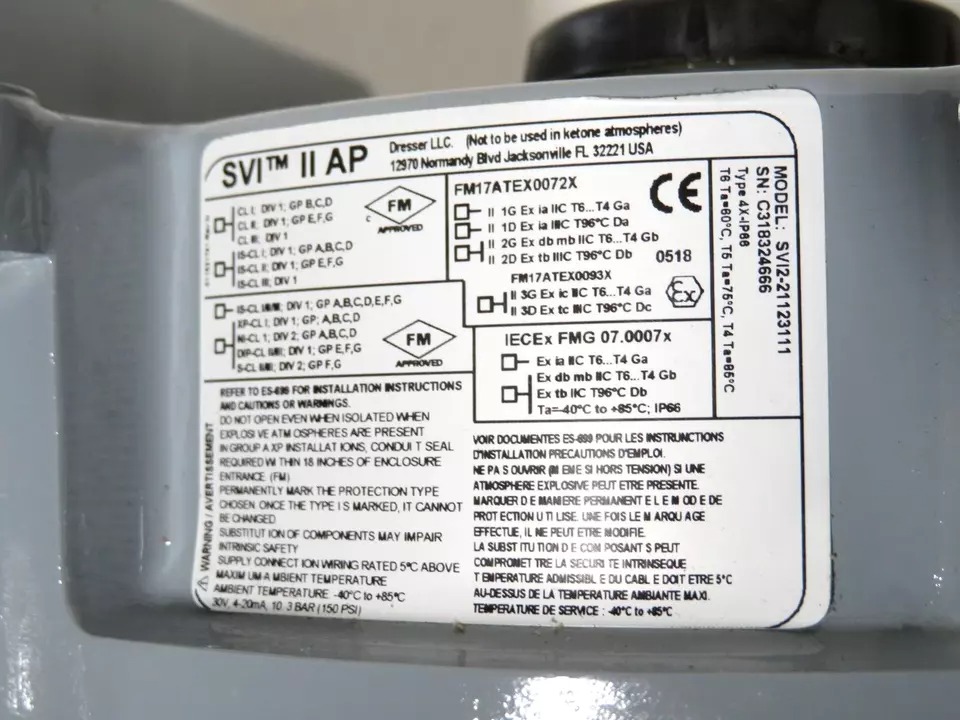 SVI™ II AP
Dresser LLC. (Not to be used in ketone atmospheres)
12970 Normandy Blvd Jacksonville FL 32221 USA
CL I; DIV 1; GP B,C,D
CL II; DIV 1; GP E,F,G
CL III; DIV 1
IS-CL I; DIV 1; GP A,B,C,D
IS-CL II; DIV 1; GP E,F,G
IS-CL III; DIV 1
C FM
APPROVED
DIV 1; GP A,B,C,D,E,F,G
XP-CL I; DIV 1; GP; A,B,C,D
NI-CL I; DIV 2; GP A,B,C,D
DIV 1; GP E,F,G
DIV 2; GP F,G
FM
APPROVED
FM17ATEX0072X
II 1G Ex ia IIC T6...T4 Ga
II 1D Ex ia IIIC T96°C Da
II 2G Ex db mb IIC T6...T4 Gb
II 2D Ex tb IIIC T96°C Db
CE
0518
FM17ATEX0093X
II 3G Ex ic IIC T6...T4 Ga
II 3D Ex tc IIIC T96°C Dc
Ex
IECEx FMG 07.0007x
Ex ia IIC T6...T4 Ga
Ex db mb IIC T6...T4 Gb
Ex tb IIC T96°C Db
Ta=-40°C to +85°C; IP66
MODEL: SVI2-21123111
SN: C318324666
Type 4X-IP66
T6 Ta=60°C, T5 Ta=75°C, T4 Ta=85°C
⚠ WARNING / AVERTISSEMENT
REFER TO ES-699 FOR INSTALLATION INSTRUCTIONS
AND CAUTIONS OR WARNINGS.
DO NOT OPEN EVEN WHEN ISOLATED WHEN
EXPLOSIVE ATMOSPHERES ARE PRESENT
IN GROUP A XP INSTALLATIONS, CONDUIT SEAL
REQUIRED WITHIN 18 INCHES OF ENCLOSURE
ENTRANCE (FM)
PERMANENTLY MARK THE PROTECTION TYPE
CHOSEN. ONCE THE TYPE IS MARKED, IT CANNOT
BE CHANGED
SUBSTITUTION OF COMPONENTS MAY IMPAIR
INTRINSIC SAFETY
SUPPLY CONNECTION WIRING RATED 5°C ABOVE
MAXIMUM AMBIENT TEMPERATURE
AMBIENT TEMPERATURE -40°C to +85°C
30V, 4-20mA, 10.3 BAR (150 PSI)
VOIR DOCUMENTES ES-699 POUR LES INSTRUNCTIONS
D'INSTALLATION PRECAUTIONS D'EMPLOI.
NE PAS OUVRIR (MEME SI HORS TENSION) SI UNE
ATMOSPHERE EXPLOSIVE PEUT ETRE PRESENTE.
MARQUER DE MANIERE PERMANENT ELE MODE DE
PROTECTION UTILISE. UNE FOIS LE MARQUAGE
EFFECTUE, IL NE PEUT ETRE MODIFIE.
LA SUBSTITUTION DE COMPOSANTS PEUT
COMPROMETTRE LA SECURITE INTRINSEQUE
TEMPERATURE ADMISSIBLE DU CABLE DOIT ETRE 5°C
AU-DESSUS DE LA TEMPERATURE AMBIANTE MAXI.
TEMPERATURE DE SERVICE : -40°C to +85°C